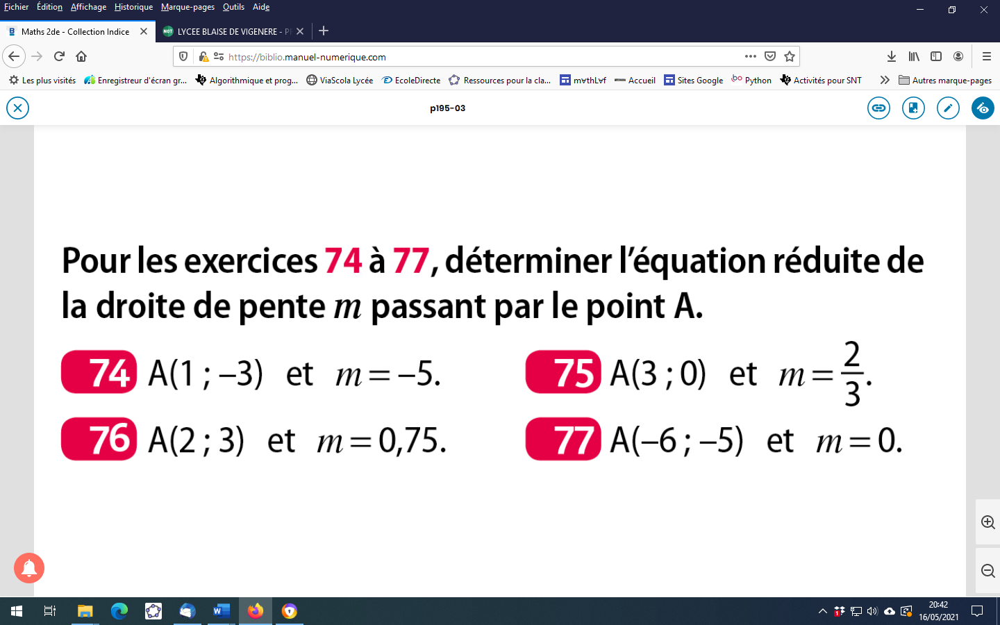 Fichier Édition Affichage Historique Marque-pages Outils Aide
Maths 2de - Collection Indice
LYCEE BLAISE DE VIGENERE - P
https://biblio.manuel-numerique.com
Les plus visités Enregistreur d'écran gr... Algorithmique et prog... ViaScola Lycée EcoleDirecte Ressources pour la cla... m∀thL∀f Accueil Sites Google Python Activités pour SNT Autres marque-pages
p195-03
Pour les exercices 74 à 77, déterminer l'équation réduite de
la droite de pente m passant par le point A.
74 A(1 ; –3) et m = –5. 75 A(3 ; 0) et m = 2/3.
76 A(2 ; 3) et m = 0,75. 77 A(–6 ; –5) et m = 0.
20:42
16/05/2021